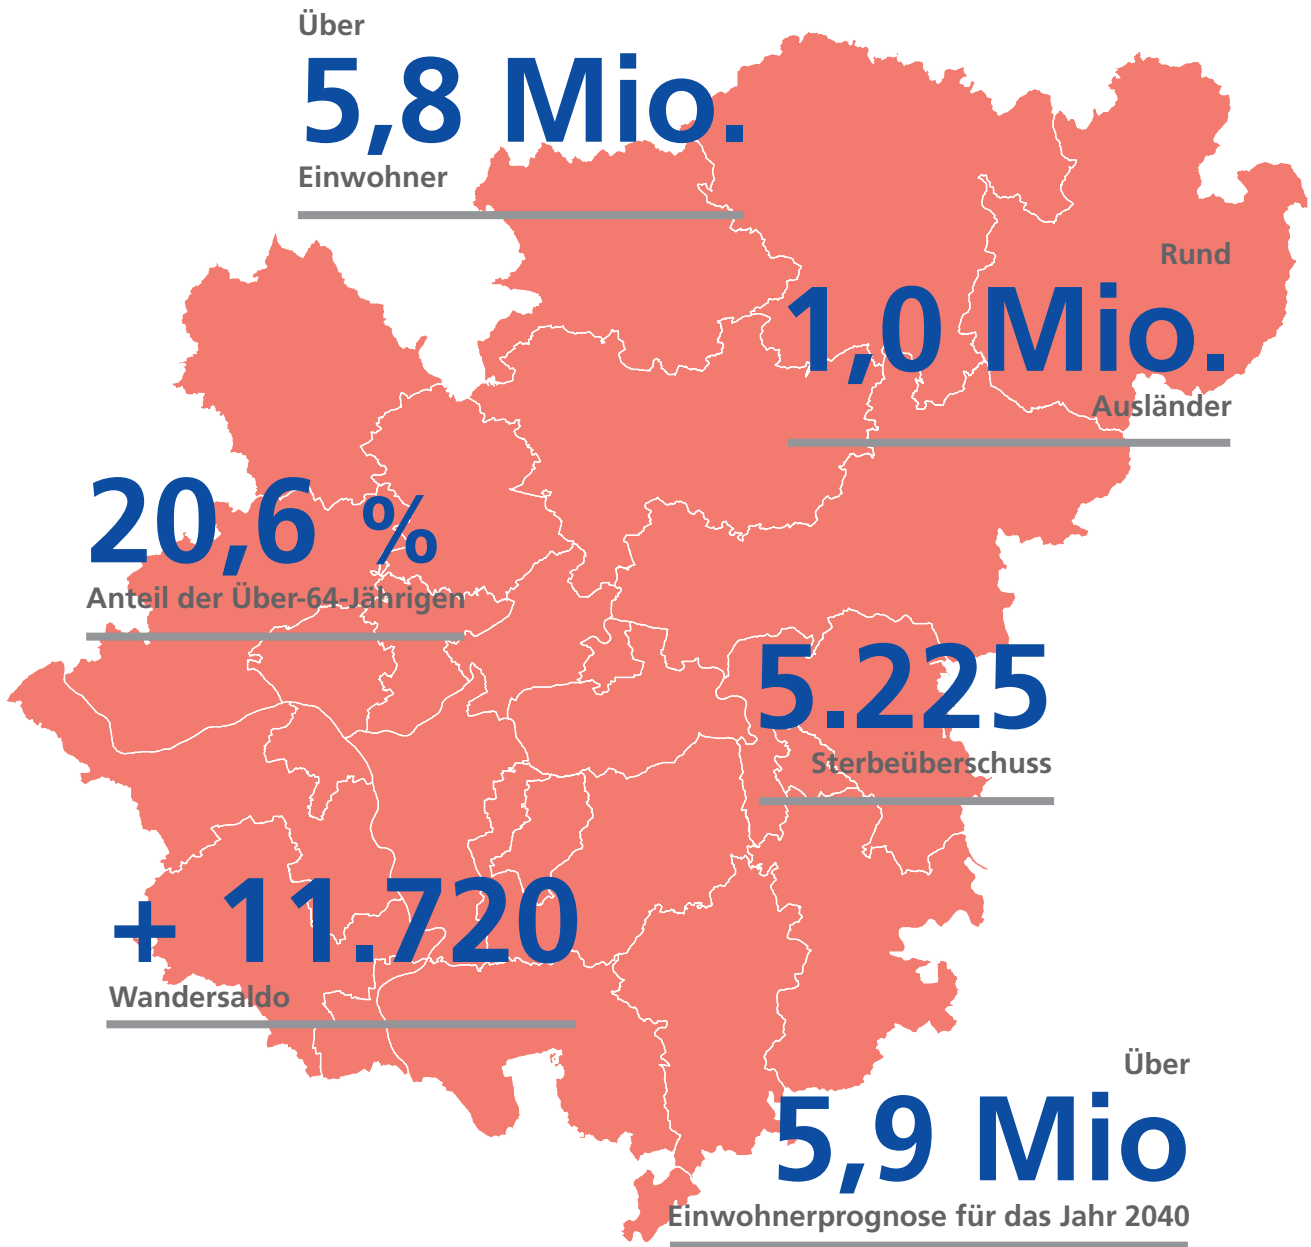 Über
5,8 Mio.
Einwohner
Rund
1,0 Mio.
Ausländer
20,6 %
Anteil der Über-64-Jährigen
5.225
Sterbeüberschuss
+ 11.720
Wandersaldo
Über
5,9 Mio
Einwohnerprognose für das Jahr 2040